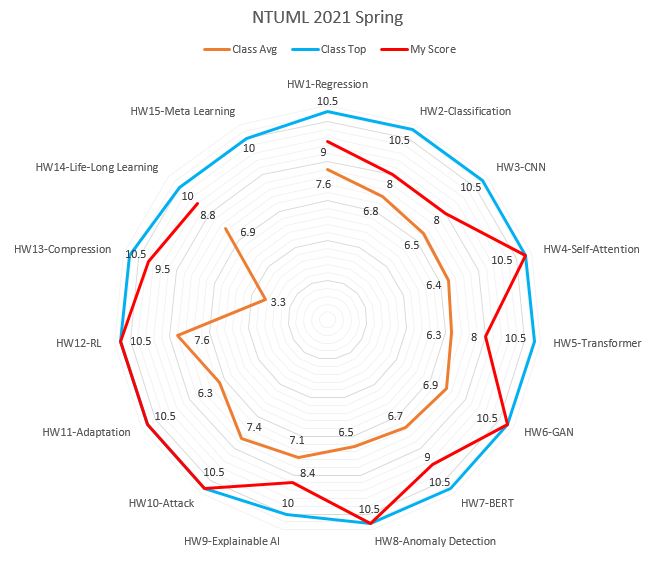 NTUML 2021 Spring
Class Avg Class Top My Score
HW1-Regression
10.5
HW15-Meta Learning HW2-Classification
10 10.5
9
7.6
HW14-Life-Long Learning HW3-CNN
10 8 10.5
8.8 6.8 8
6.9 6.5
HW13-Compression HW4-Self-Attention
10.5 10.5
9.5 6.4
3.3
HW12-RL HW5-Transformer
10.5 7.6 6.3 8 10.5
6.3 6.9
HW11-Adaptation HW6-GAN
10.5 10.5
7.4 7.1 6.5 6.7
9
8.4
10.5 10.5
HW10-Attack HW7-BERT
10 10.5
HW9-Explainable AI HW8-Anomaly Detection